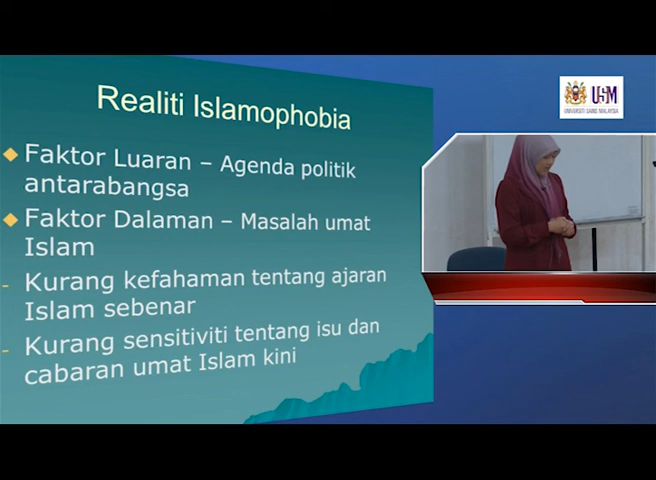 Realiti Islamophobia
Faktor Luaran – Agenda politik
antarabangsa
Faktor Dalaman – Masalah umat
Islam
- Kurang kefahaman tentang ajaran
Islam sebenar
- Kurang sensitiviti tentang isu dan
cabaran umat Islam kini
USM
UNIVERSITI SAINS MALAYSIA